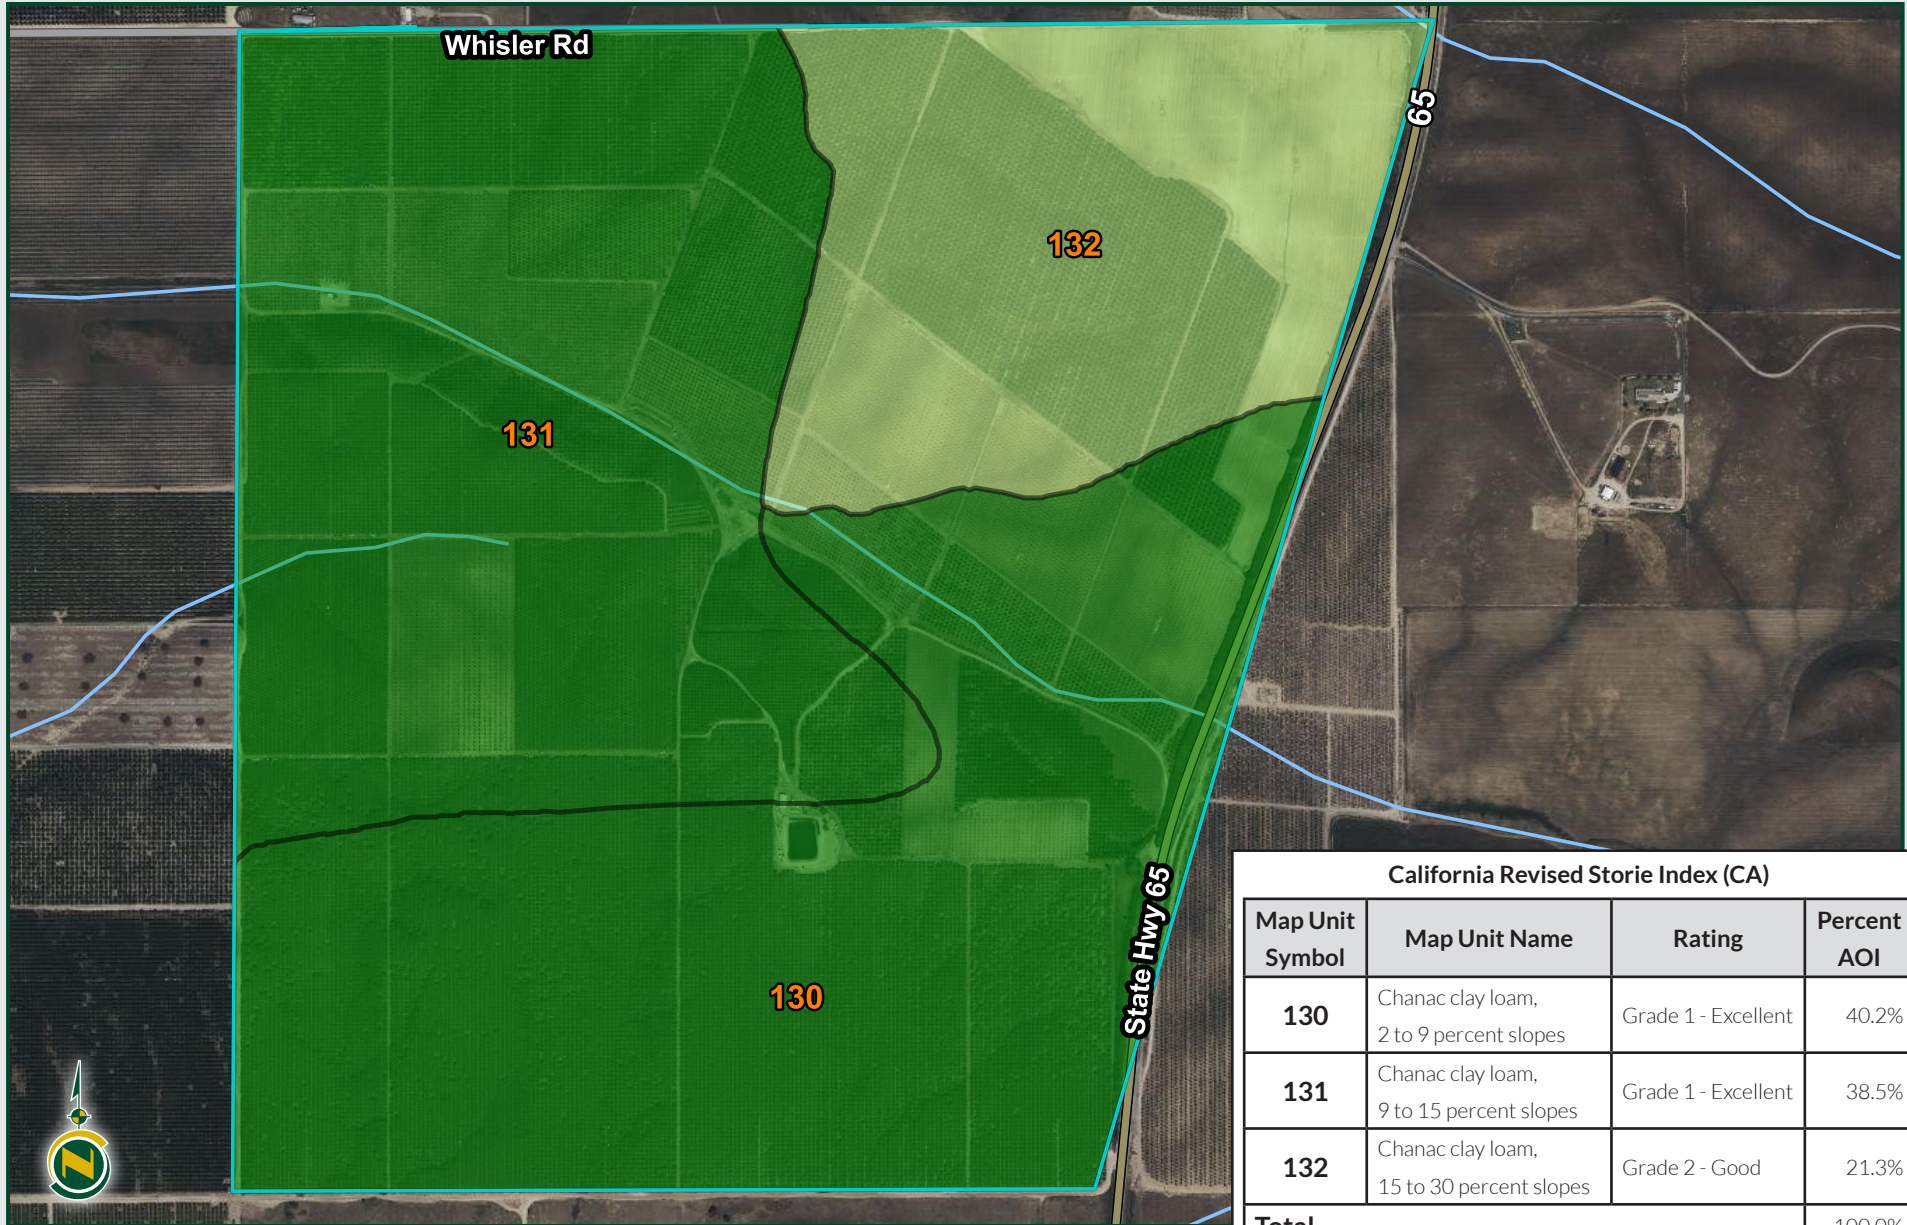 Whisler Rd
65
132
131
130
State Hwy 65
N
California Revised Storie Index (CA)
Map Unit Symbol | Map Unit Name | Rating | Percent AOI
130 | Chanac clay loam, 2 to 9 percent slopes | Grade 1 - Excellent | 40.2%
131 | Chanac clay loam, 9 to 15 percent slopes | Grade 1 - Excellent | 38.5%
132 | Chanac clay loam, 15 to 30 percent slopes | Grade 2 - Good | 21.3%
Total | 100.0%